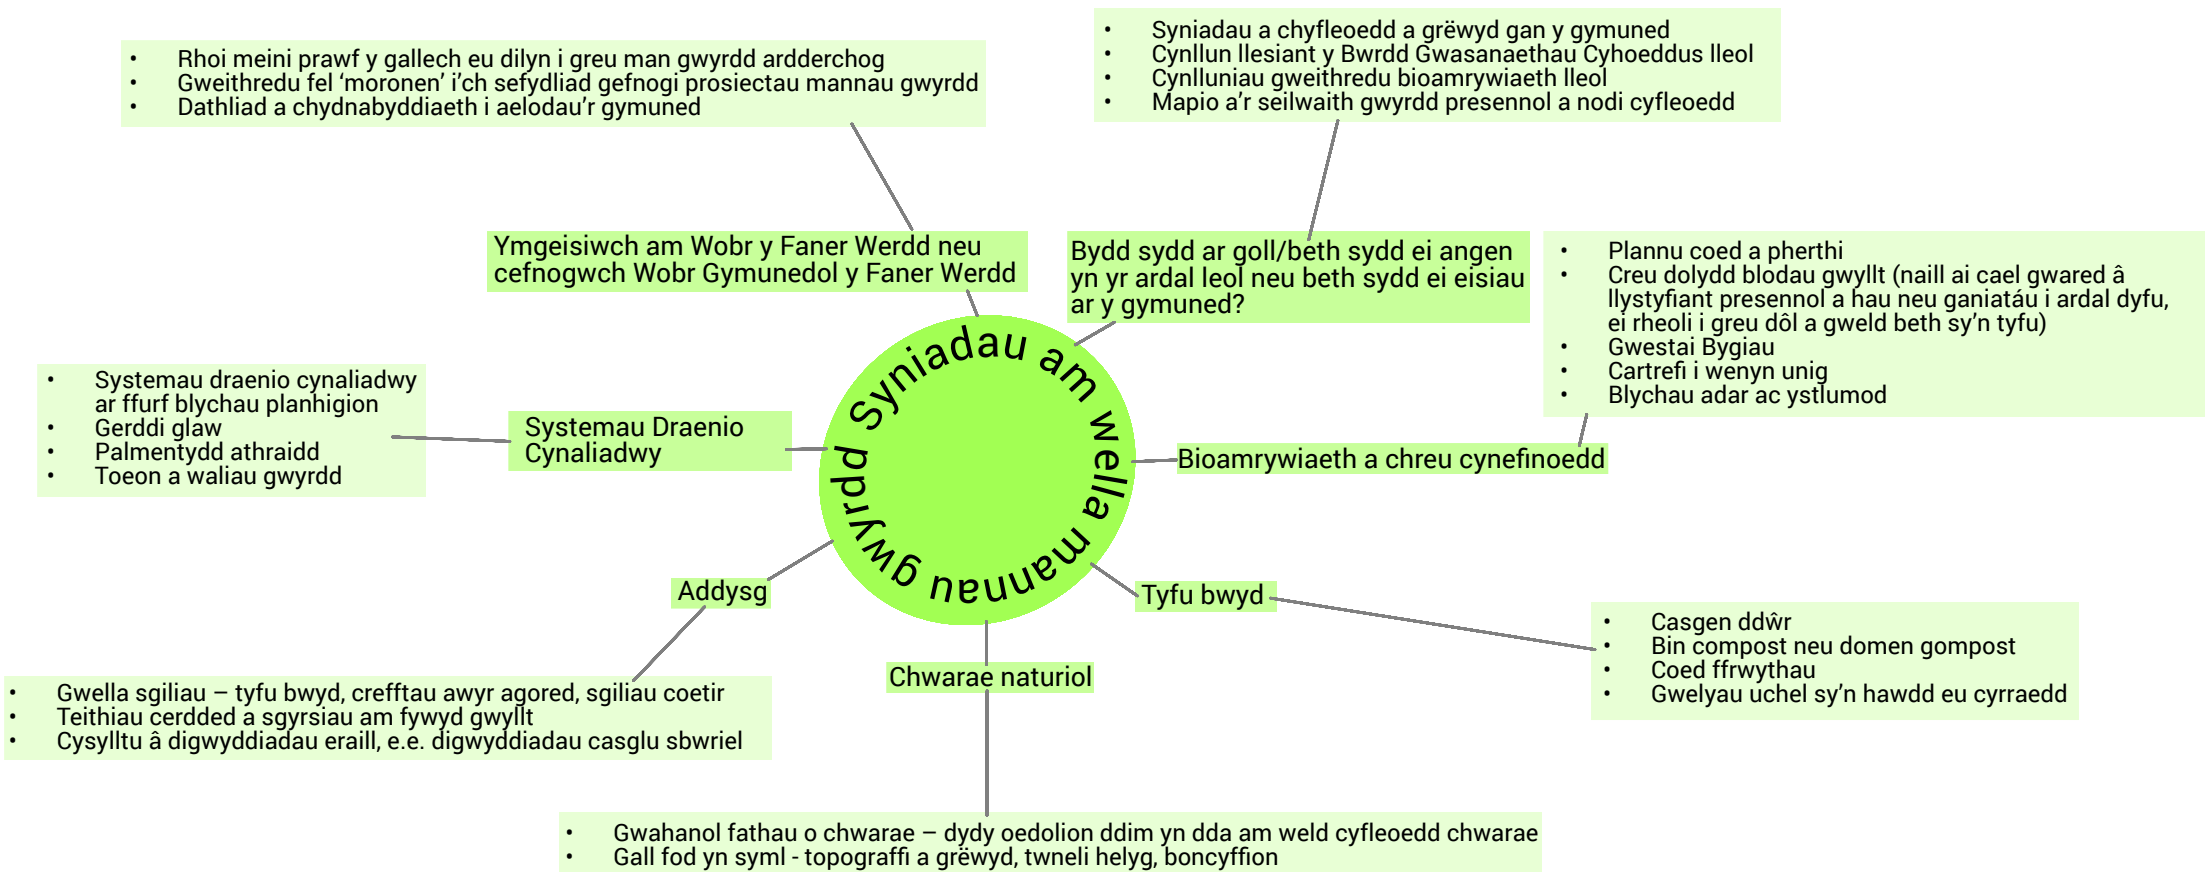 • Rhoi meini prawf y gallech eu dilyn i greu man gwyrdd ardderchog
• Gweithredu fel ‘moronen’ i’ch sefydliad gefnogi prosiectau mannau gwyrdd
• Dathliad a chydnabyddiaeth i aelodau’r gymuned
• Syniadau a chyfleoedd a grëwyd gan y gymuned
• Cynllun llesiant y Bwrdd Gwasanaethau Cyhoeddus lleol
• Cynlluniau gweithredu bioamrywiaeth lleol
• Mapio a’r seilwaith gwyrdd presennol a nodi cyfleoedd
Ymgeisiwch am Wobr y Faner Werdd neu
cefnogwch Wobr Gymunedol y Faner Werdd
Bydd sydd ar goll/beth sydd ei angen
yn yr ardal leol neu beth sydd ei eisiau
ar y gymuned?
• Plannu coed a pherthi
• Creu dolydd blodau gwyllt (naill ai cael gwared â
llystyfiant presennol a hau neu ganiatáu i ardal dyfu,
ei rheoli i greu dôl a gweld beth sy’n tyfu)
• Gwestai Bygiau
• Cartrefi i wenyn unig
• Blychau adar ac ystlumod
Syniadau am wella mannau gwyrdd
• Systemau draenio cynaliadwy
ar ffurf blychau planhigion
• Gerddi glaw
• Palmentydd athraidd
• Toeon a waliau gwyrdd
Systemau Draenio
Cynaliadwy
Bioamrywiaeth a chreu cynefinoedd
Addysg
Tyfu bwyd
• Casgen ddŵr
• Bin compost neu domen gompost
• Coed ffrwythau
• Gwelyau uchel sy’n hawdd eu cyrraedd
Chwarae naturiol
• Gwella sgiliau – tyfu bwyd, crefftau awyr agored, sgiliau coetir
• Teithiau cerdded a sgyrsiau am fywyd gwyllt
• Cysylltu â digwyddiadau eraill, e.e. digwyddiadau casglu sbwriel
• Gwahanol fathau o chwarae – dydy oedolion ddim yn dda am weld cyfleoedd chwarae
• Gall fod yn syml - topograffi a grëwyd, twneli helyg, boncyffion